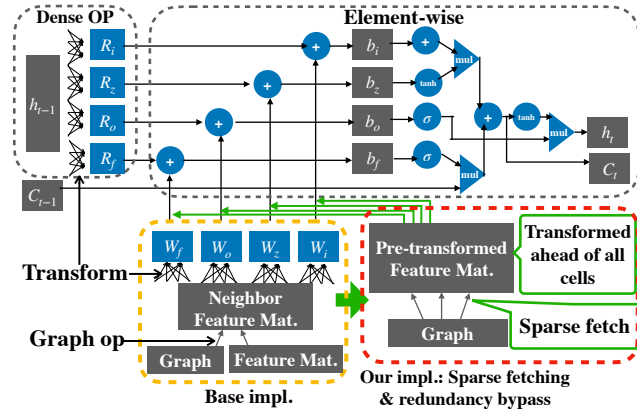 Dense OP
Element-wise
R_i
+
b_i
+
mul
R_z
+
b_z
tanh
h_{t-1}
R_o
+
b_o
σ
+
tanh
mul
h_t
R_f
+
b_f
σ
mul
C_t
C_{t-1}
W_f
W_o
W_z
W_i
Transform
Neighbor
Feature Mat.
Graph op
Graph
Feature Mat.
Base impl.
Pre-transformed
Feature Mat.
Transformed
ahead of all
cells
Graph
Sparse fetch
Our impl.: Sparse fetching
& redundancy bypass